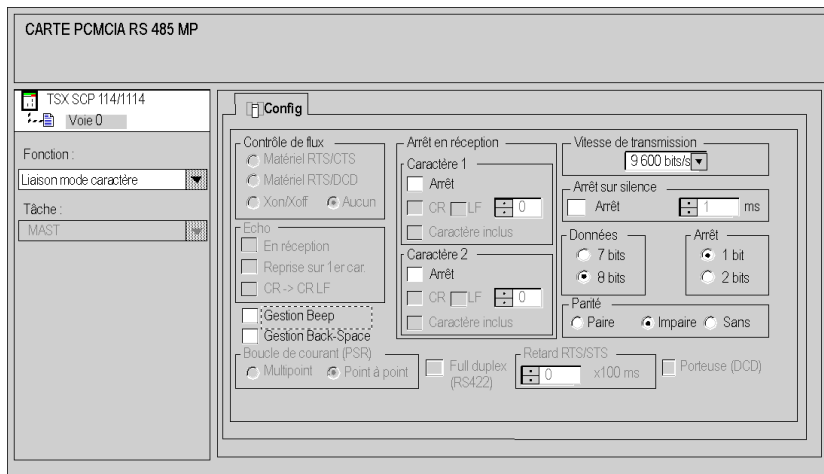 CARTE PCMCIA RS 485 MP
TSX SCP 114/1114
Voie 0
Fonction :
Liaison mode caractère
Tâche :
MAST
Config
Contrôle de flux
Matériel RTS/CTS
Matériel RTS/DCD
Xon/Xoff Aucun
Echo
En réception
Reprise sur 1er car.
CR -> CR LF
Gestion Beep
Gestion Back-Space
Boucle de courant (PSR)
Multipoint Point à point
Arrêt en réception
Caractère 1
Arrêt
CR LF 0
Caractère inclus
Caractère 2
Arrêt
CR LF 0
Caractère inclus
Full duplex
(RS422)
Vitesse de transmission
9 600 bits/s
Arrêt sur silence
Arrêt 1 ms
Données
7 bits
8 bits
Arrêt
1 bit
2 bits
Parité
Paire Impaire Sans
Retard RTS/STS
0 x100 ms
Porteuse (DCD)